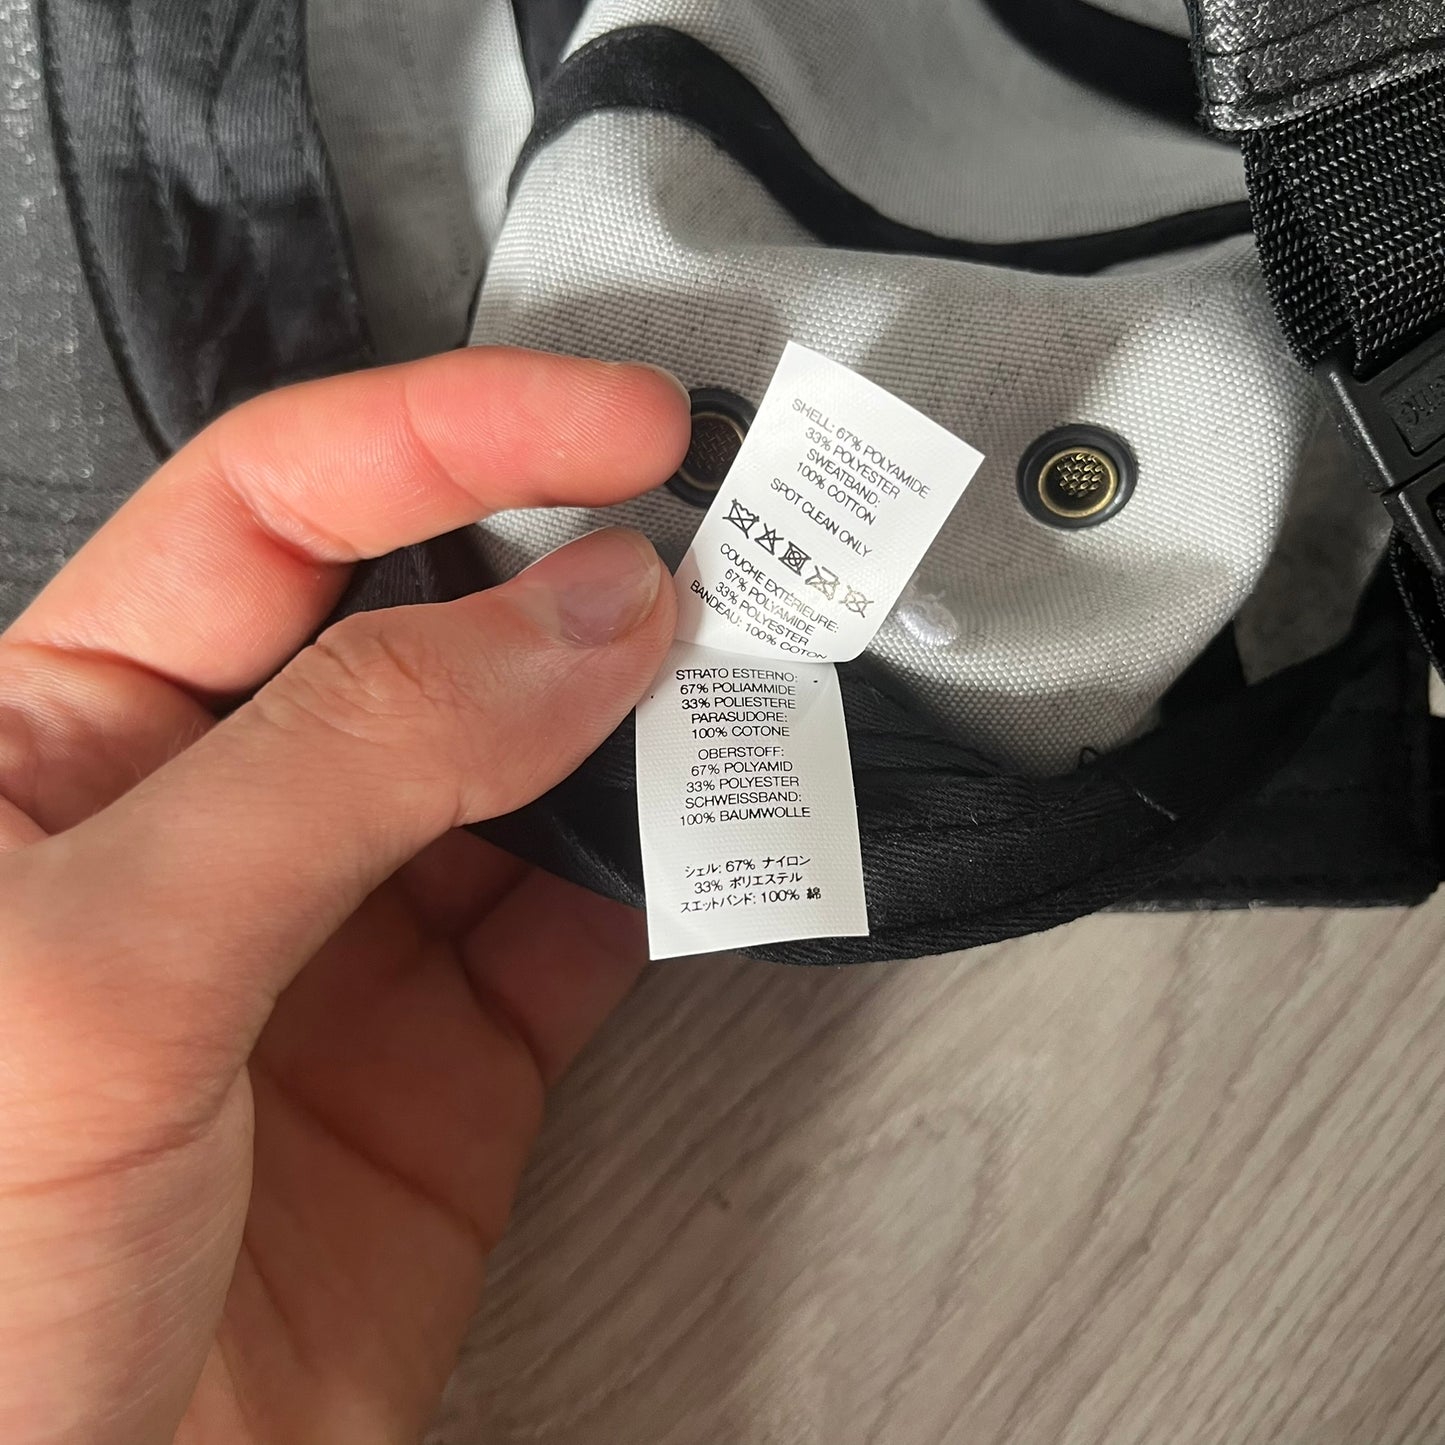 SHELL: 67% POLYAMIDE
33% POLYESTER
SWEATBAND:
100% COTTON
SPOT CLEAN ONLY
COUCHE EXTÉRIEURE:
67% POLYAMIDE
33% POLYESTER
BANDEAU: 100% COTON
STRATO ESTERNO:
67% POLIAMMIDE
33% POLIESTERE
PARASUDORE:
100% COTONE
OBERSTOFF:
67% POLYAMID
33% POLYESTER
SCHWEISSBAND:
100% BAUMWOLLE
シェル: 67% ナイロン
33% ポリエステル
スエットバンド: 100% 綿